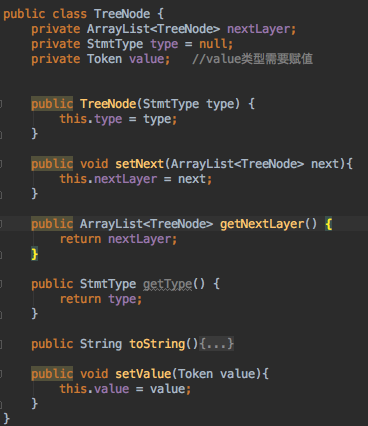 public class TreeNode {
private ArrayList<TreeNode> nextLayer;
private StmtType type = null;
private Token value;   //value类型需要赋值
public TreeNode(StmtType type) {
this.type = type;
}
public void setNext(ArrayList<TreeNode> next){
this.nextLayer = next;
}
public ArrayList<TreeNode> getNextLayer() {
return nextLayer;
}
public StmtType getType() {
return type;
}
public String toString(){...}
public void setValue(Token value){
this.value = value;
}
}